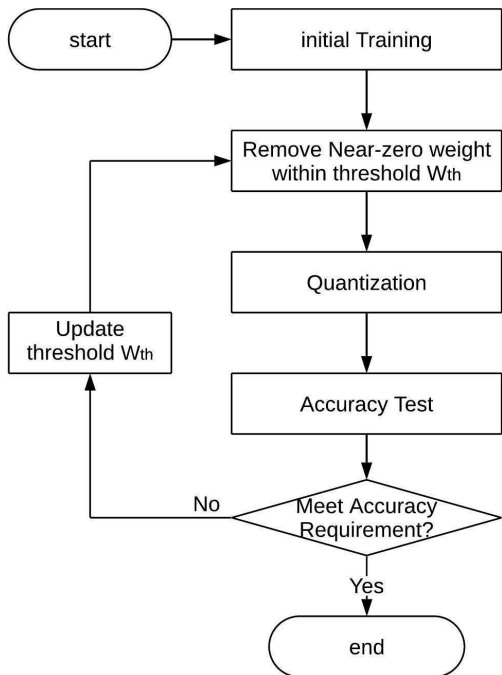 start
initial Training
Remove Near-zero weight
within threshold Wth
Quantization
Update
threshold Wth
Accuracy Test
No
Meet Accuracy
Requirement?
Yes
end